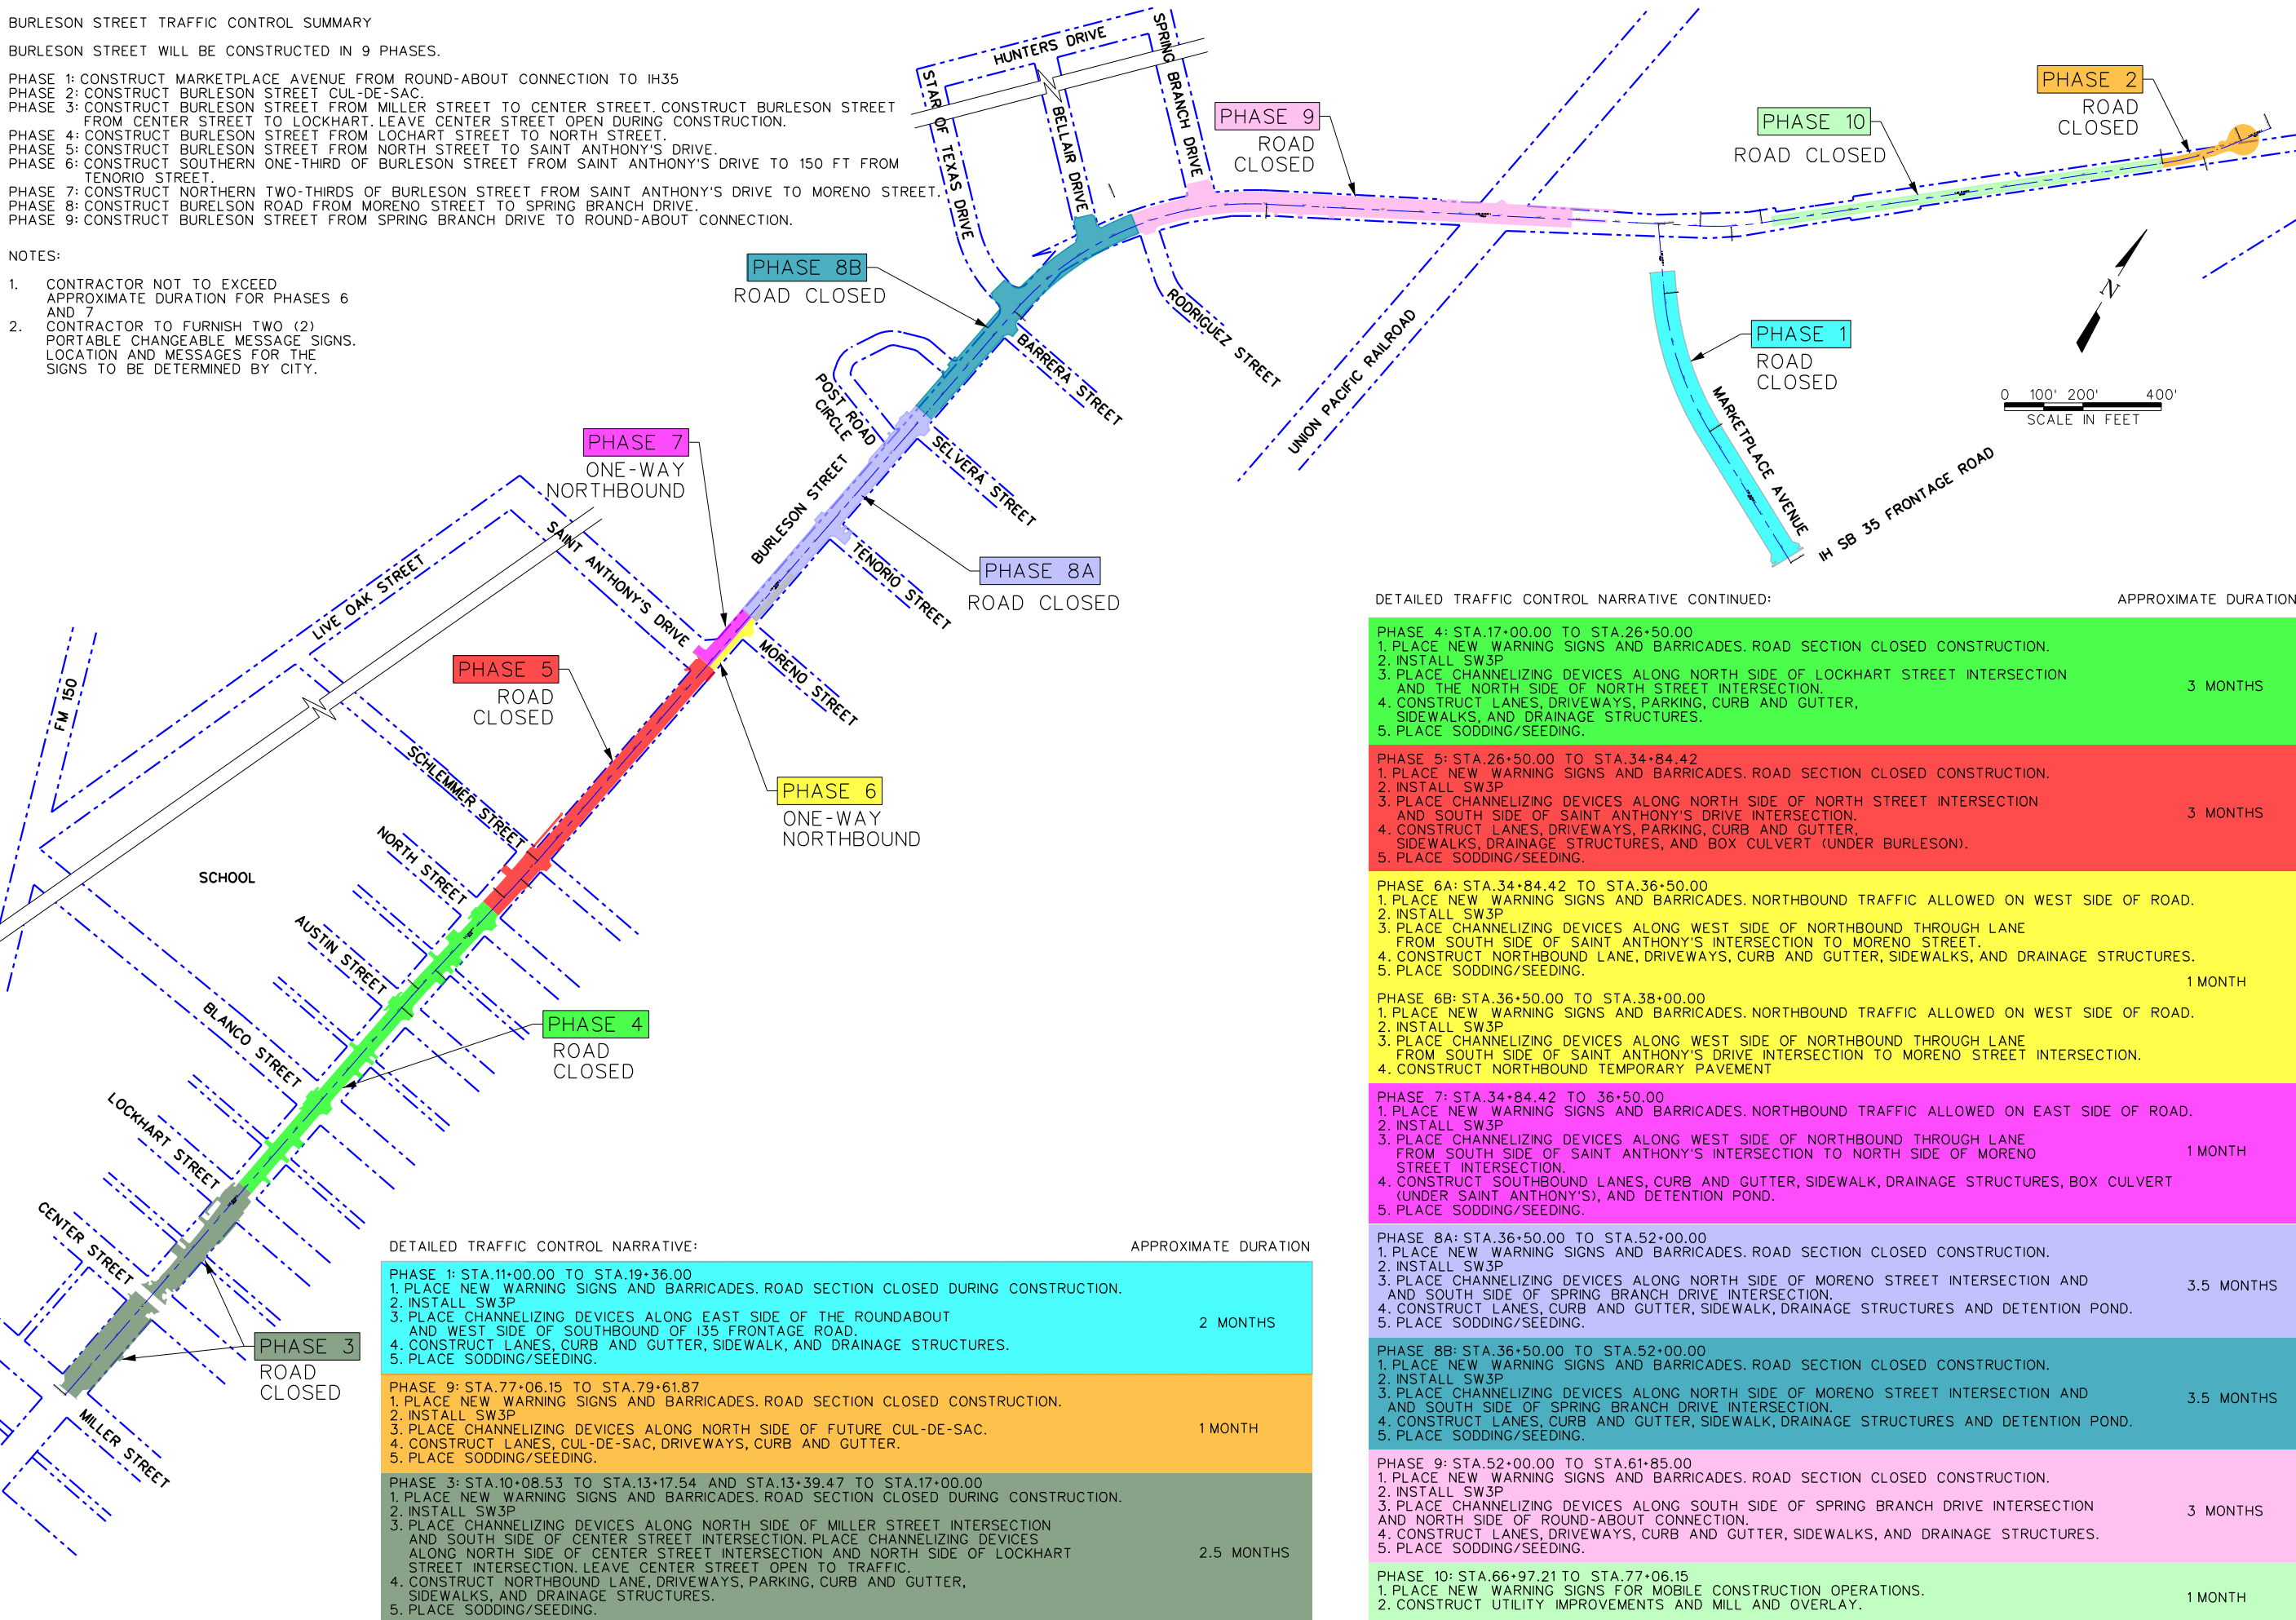 BURLESON STREET TRAFFIC CONTROL SUMMARY
BURLESON STREET WILL BE CONSTRUCTED IN 9 PHASES.
PHASE 1: CONSTRUCT MARKETPLACE AVENUE FROM ROUND-ABOUT CONNECTION TO IH35
PHASE 2: CONSTRUCT BURLESON STREET CUL-DE-SAC.
PHASE 3: CONSTRUCT BURLESON STREET FROM MILLER STREET TO CENTER STREET. CONSTRUCT BURLESON STREET
FROM CENTER STREET TO LOCKHART. LEAVE CENTER STREET OPEN DURING CONSTRUCTION.
PHASE 4: CONSTRUCT BURLESON STREET FROM LOCHART STREET TO NORTH STREET.
PHASE 5: CONSTRUCT BURLESON STREET FROM NORTH STREET TO SAINT ANTHONY'S DRIVE.
PHASE 6: CONSTRUCT SOUTHERN ONE-THIRD OF BURLESON STREET FROM SAINT ANTHONY'S DRIVE TO 150 FT FROM
TENORIO STREET.
PHASE 7: CONSTRUCT NORTHERN TWO-THIRDS OF BURLESON STREET FROM SAINT ANTHONY'S DRIVE TO MORENO STREET.
PHASE 8: CONSTRUCT BURELSON ROAD FROM MORENO STREET TO SPRING BRANCH DRIVE.
PHASE 9: CONSTRUCT BURLESON STREET FROM SPRING BRANCH DRIVE TO ROUND-ABOUT CONNECTION.
NOTES:
1. CONTRACTOR NOT TO EXCEED
APPROXIMATE DURATION FOR PHASES 6
AND 7
2. CONTRACTOR TO FURNISH TWO (2)
PORTABLE CHANGEABLE MESSAGE SIGNS.
LOCATION AND MESSAGES FOR THE
SIGNS TO BE DETERMINED BY CITY.
HUNTERS DRIVE
SPRING BRANCH DRIVE
STAR OF TEXAS DRIVE
BELLAIR DRIVE
PHASE 9
ROAD
CLOSED
PHASE 10
ROAD CLOSED
PHASE 2
ROAD
CLOSED
PHASE 8B
ROAD CLOSED
BARRERA STREET
RODRIGUEZ STREET
UNION PACIFIC RAILROAD
PHASE 1
ROAD
CLOSED
MARKETPLACE AVENUE
IH SB 35 FRONTAGE ROAD
N
0 100' 200' 400'
SCALE IN FEET
POST ROAD
CIRCLE
PHASE 7
ONE-WAY
NORTHBOUND
BURLESON STREET
SELVERA STREET
PHASE 8A
ROAD CLOSED
TENORIO STREET
SAINT ANTHONY'S DRIVE
LIVE OAK STREET
MORENO STREET
FM 150
PHASE 5
ROAD
CLOSED
PHASE 6
ONE-WAY
NORTHBOUND
SCHLEMMER STREET
NORTH STREET
SCHOOL
AUSTIN STREET
BLANCO STREET
PHASE 4
ROAD
CLOSED
LOCKHART STREET
CENTER STREET
PHASE 3
ROAD
CLOSED
MILLER STREET
DETAILED TRAFFIC CONTROL NARRATIVE: APPROXIMATE DURATION
PHASE 1: STA.11+00.00 TO STA.19+36.00
1. PLACE NEW WARNING SIGNS AND BARRICADES. ROAD SECTION CLOSED DURING CONSTRUCTION.
2. INSTALL SW3P
3. PLACE CHANNELIZING DEVICES ALONG EAST SIDE OF THE ROUNDABOUT
AND WEST SIDE OF SOUTHBOUND OF I35 FRONTAGE ROAD.
2 MONTHS
4. CONSTRUCT LANES, CURB AND GUTTER, SIDEWALK, AND DRAINAGE STRUCTURES.
5. PLACE SODDING/SEEDING.
PHASE 9: STA.77+06.15 TO STA.79+61.87
1. PLACE NEW WARNING SIGNS AND BARRICADES. ROAD SECTION CLOSED CONSTRUCTION.
2. INSTALL SW3P
3. PLACE CHANNELIZING DEVICES ALONG NORTH SIDE OF FUTURE CUL-DE-SAC.
1 MONTH
4. CONSTRUCT LANES, CUL-DE-SAC, DRIVEWAYS, CURB AND GUTTER.
5. PLACE SODDING/SEEDING.
PHASE 3: STA.10+08.53 TO STA.13+17.54 AND STA.13+39.47 TO STA.17+00.00
1. PLACE NEW WARNING SIGNS AND BARRICADES. ROAD SECTION CLOSED DURING CONSTRUCTION.
2. INSTALL SW3P
3. PLACE CHANNELIZING DEVICES ALONG NORTH SIDE OF MILLER STREET INTERSECTION
AND SOUTH SIDE OF CENTER STREET INTERSECTION. PLACE CHANNELIZING DEVICES
ALONG NORTH SIDE OF CENTER STREET INTERSECTION AND NORTH SIDE OF LOCKHART
2.5 MONTHS
STREET INTERSECTION. LEAVE CENTER STREET OPEN TO TRAFFIC.
4. CONSTRUCT NORTHBOUND LANE, DRIVEWAYS, PARKING, CURB AND GUTTER,
SIDEWALKS, AND DRAINAGE STRUCTURES.
5. PLACE SODDING/SEEDING.
DETAILED TRAFFIC CONTROL NARRATIVE CONTINUED: APPROXIMATE DURATION
PHASE 4: STA.17+00.00 TO STA.26+50.00
1. PLACE NEW WARNING SIGNS AND BARRICADES. ROAD SECTION CLOSED CONSTRUCTION.
2. INSTALL SW3P
3. PLACE CHANNELIZING DEVICES ALONG NORTH SIDE OF LOCKHART STREET INTERSECTION
AND THE NORTH SIDE OF NORTH STREET INTERSECTION.
3 MONTHS
4. CONSTRUCT LANES, DRIVEWAYS, PARKING, CURB AND GUTTER,
SIDEWALKS, AND DRAINAGE STRUCTURES.
5. PLACE SODDING/SEEDING.
PHASE 5: STA.26+50.00 TO STA.34+84.42
1. PLACE NEW WARNING SIGNS AND BARRICADES. ROAD SECTION CLOSED CONSTRUCTION.
2. INSTALL SW3P
3. PLACE CHANNELIZING DEVICES ALONG NORTH SIDE OF NORTH STREET INTERSECTION
AND SOUTH SIDE OF SAINT ANTHONY'S DRIVE INTERSECTION.
3 MONTHS
4. CONSTRUCT LANES, DRIVEWAYS, PARKING, CURB AND GUTTER,
SIDEWALKS, DRAINAGE STRUCTURES, AND BOX CULVERT (UNDER BURLESON).
5. PLACE SODDING/SEEDING.
PHASE 6A: STA.34+84.42 TO STA.36+50.00
1. PLACE NEW WARNING SIGNS AND BARRICADES. NORTHBOUND TRAFFIC ALLOWED ON WEST SIDE OF ROAD.
2. INSTALL SW3P
3. PLACE CHANNELIZING DEVICES ALONG WEST SIDE OF NORTHBOUND THROUGH LANE
FROM SOUTH SIDE OF SAINT ANTHONY'S INTERSECTION TO MORENO STREET.
4. CONSTRUCT NORTHBOUND LANE, DRIVEWAYS, CURB AND GUTTER, SIDEWALKS, AND DRAINAGE STRUCTURES.
5. PLACE SODDING/SEEDING.
1 MONTH
PHASE 6B: STA.36+50.00 TO STA.38+00.00
1. PLACE NEW WARNING SIGNS AND BARRICADES. NORTHBOUND TRAFFIC ALLOWED ON WEST SIDE OF ROAD.
2. INSTALL SW3P
3. PLACE CHANNELIZING DEVICES ALONG WEST SIDE OF NORTHBOUND THROUGH LANE
FROM SOUTH SIDE OF SAINT ANTHONY'S DRIVE INTERSECTION TO MORENO STREET INTERSECTION.
4. CONSTRUCT NORTHBOUND TEMPORARY PAVEMENT
PHASE 7: STA.34+84.42 TO 36+50.00
1. PLACE NEW WARNING SIGNS AND BARRICADES. NORTHBOUND TRAFFIC ALLOWED ON EAST SIDE OF ROAD.
2. INSTALL SW3P
3. PLACE CHANNELIZING DEVICES ALONG WEST SIDE OF NORTHBOUND THROUGH LANE
FROM SOUTH SIDE OF SAINT ANTHONY'S INTERSECTION TO NORTH SIDE OF MORENO
1 MONTH
STREET INTERSECTION.
4. CONSTRUCT SOUTHBOUND LANES, CURB AND GUTTER, SIDEWALK, DRAINAGE STRUCTURES, BOX CULVERT
(UNDER SAINT ANTHONY'S), AND DETENTION POND.
5. PLACE SODDING/SEEDING.
PHASE 8A: STA.36+50.00 TO STA.52+00.00
1. PLACE NEW WARNING SIGNS AND BARRICADES. ROAD SECTION CLOSED CONSTRUCTION.
2. INSTALL SW3P
3. PLACE CHANNELIZING DEVICES ALONG NORTH SIDE OF MORENO STREET INTERSECTION AND
3.5 MONTHS
AND SOUTH SIDE OF SPRING BRANCH DRIVE INTERSECTION.
4. CONSTRUCT LANES, CURB AND GUTTER, SIDEWALK, DRAINAGE STRUCTURES AND DETENTION POND.
5. PLACE SODDING/SEEDING.
PHASE 8B: STA.36+50.00 TO STA.52+00.00
1. PLACE NEW WARNING SIGNS AND BARRICADES. ROAD SECTION CLOSED CONSTRUCTION.
2. INSTALL SW3P
3. PLACE CHANNELIZING DEVICES ALONG NORTH SIDE OF MORENO STREET INTERSECTION AND
3.5 MONTHS
AND SOUTH SIDE OF SPRING BRANCH DRIVE INTERSECTION.
4. CONSTRUCT LANES, CURB AND GUTTER, SIDEWALK, DRAINAGE STRUCTURES AND DETENTION POND.
5. PLACE SODDING/SEEDING.
PHASE 9: STA.52+00.00 TO STA.61+85.00
1. PLACE NEW WARNING SIGNS AND BARRICADES. ROAD SECTION CLOSED CONSTRUCTION.
2. INSTALL SW3P
3. PLACE CHANNELIZING DEVICES ALONG SOUTH SIDE OF SPRING BRANCH DRIVE INTERSECTION
3 MONTHS
AND NORTH SIDE OF ROUND-ABOUT CONNECTION.
4. CONSTRUCT LANES, DRIVEWAYS, CURB AND GUTTER, SIDEWALKS, AND DRAINAGE STRUCTURES.
5. PLACE SODDING/SEEDING.
PHASE 10: STA.66+97.21 TO STA.77+06.15
1. PLACE NEW WARNING SIGNS FOR MOBILE CONSTRUCTION OPERATIONS.
1 MONTH
2. CONSTRUCT UTILITY IMPROVEMENTS AND MILL AND OVERLAY.